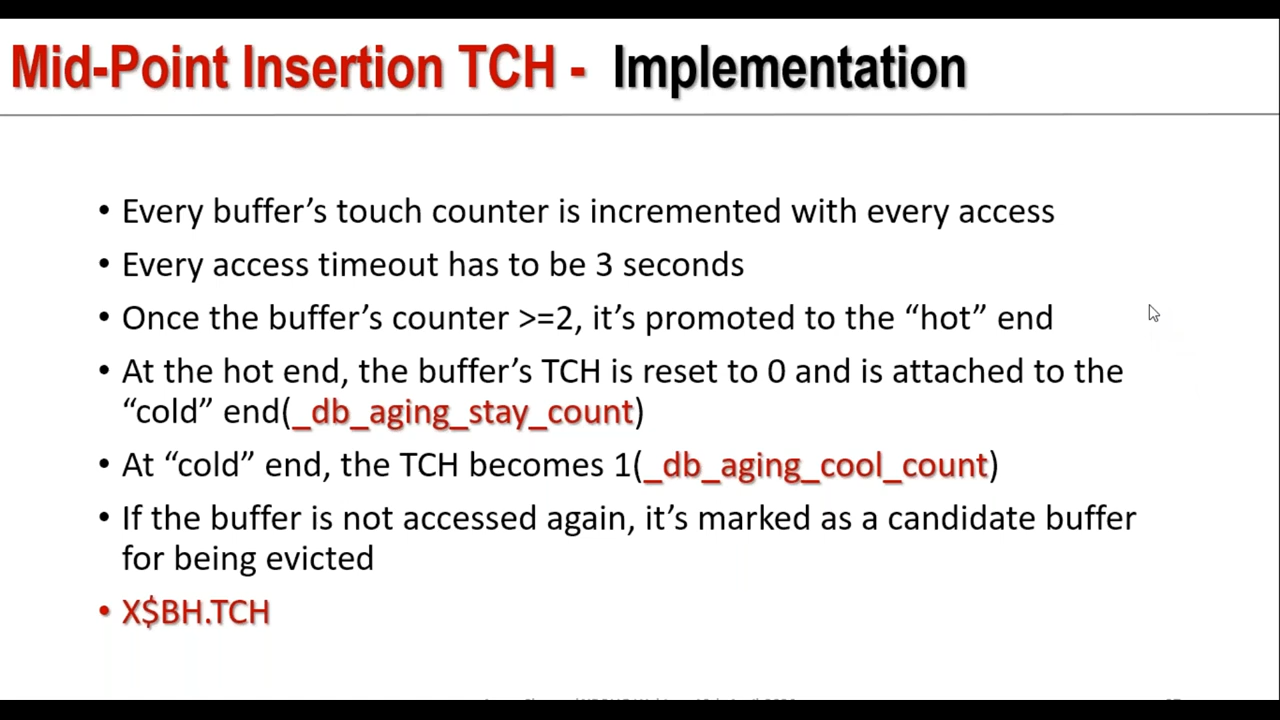 Mid-Point Insertion TCH - Implementation
• Every buffer’s touch counter is incremented with every access
• Every access timeout has to be 3 seconds
• Once the buffer’s counter >=2, it’s promoted to the “hot” end
• At the hot end, the buffer’s TCH is reset to 0 and is attached to the
“cold” end(_db_aging_stay_count)
• At “cold” end, the TCH becomes 1(_db_aging_cool_count)
• If the buffer is not accessed again, it’s marked as a candidate buffer
for being evicted
• X$BH.TCH